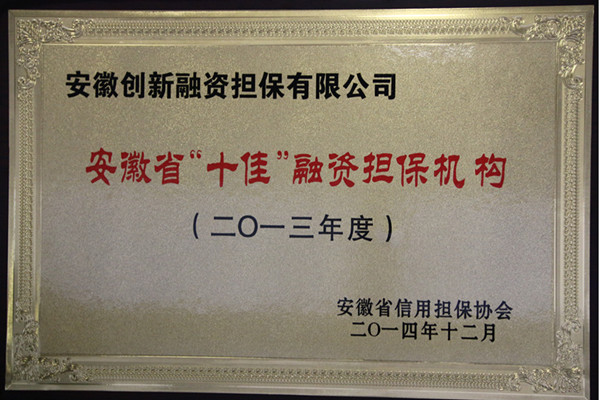 安徽创新融资担保有限公司
安徽省“十佳”融资担保机构
（二〇一三年度）
安徽省信用担保协会
二〇一四年十二月